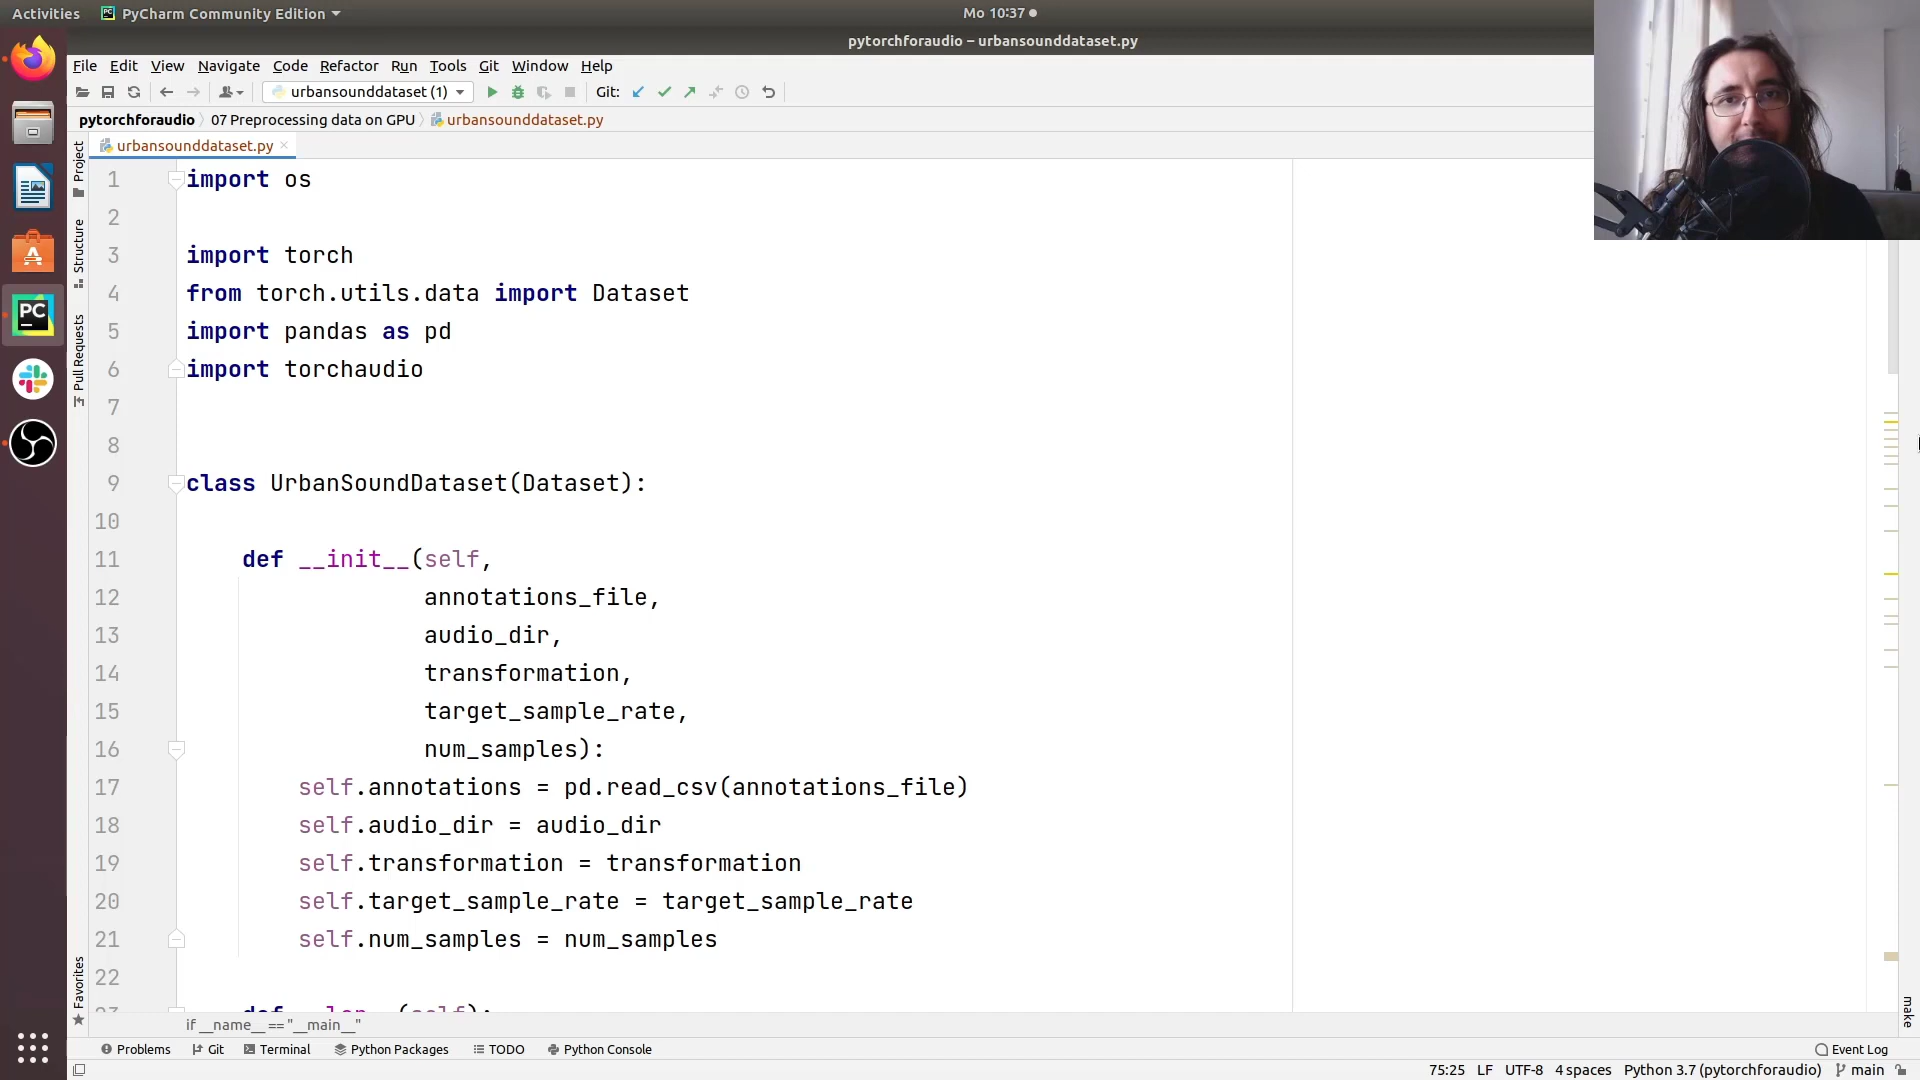 Activities PyCharm Community Edition Mo 10:37
pytorchforaudio – urbansounddataset.py
File Edit View Navigate Code Refactor Run Tools Git Window Help
urbansounddataset (1) Git:
pytorchforaudio 07 Preprocessing data on GPU urbansounddataset.py
urbansounddataset.py
Project
Structure
Pull Requests
Favorites
1 import os
2
3 import torch
4 from torch.utils.data import Dataset
5 import pandas as pd
6 import torchaudio
7
8
9 class UrbanSoundDataset(Dataset):
10
11 def __init__(self,
12 annotations_file,
13 audio_dir,
14 transformation,
15 target_sample_rate,
16 num_samples):
17 self.annotations = pd.read_csv(annotations_file)
18 self.audio_dir = audio_dir
19 self.transformation = transformation
20 self.target_sample_rate = target_sample_rate
21 self.num_samples = num_samples
22
23 def __len__(self):
make
if __name__ == "__main__"
Problems Git Terminal Python Packages TODO Python Console Event Log
75:25 LF UTF-8 4 spaces Python 3.7 (pytorchforaudio) main